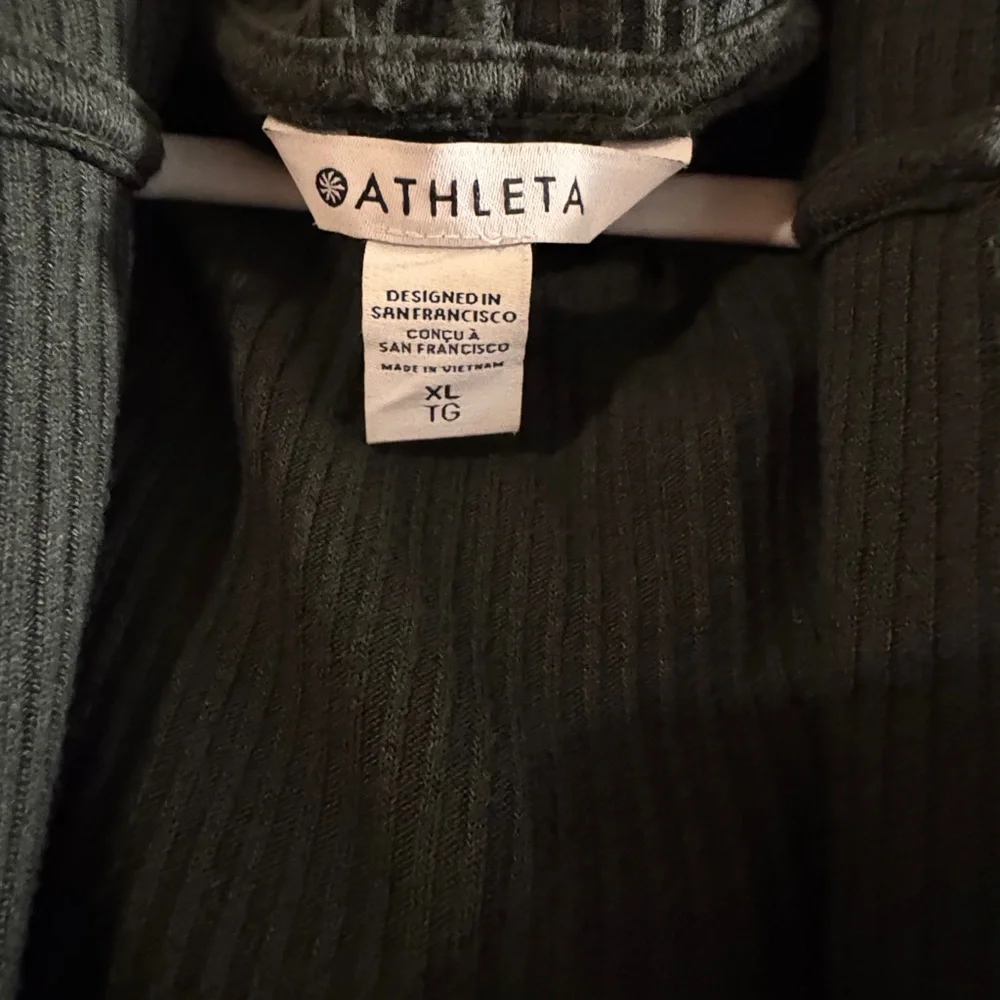 ATHLETA
DESIGNED IN
SAN FRANCISCO
CONÇU À
SAN FRANCISCO
MADE IN VIETNAM
XL
TG